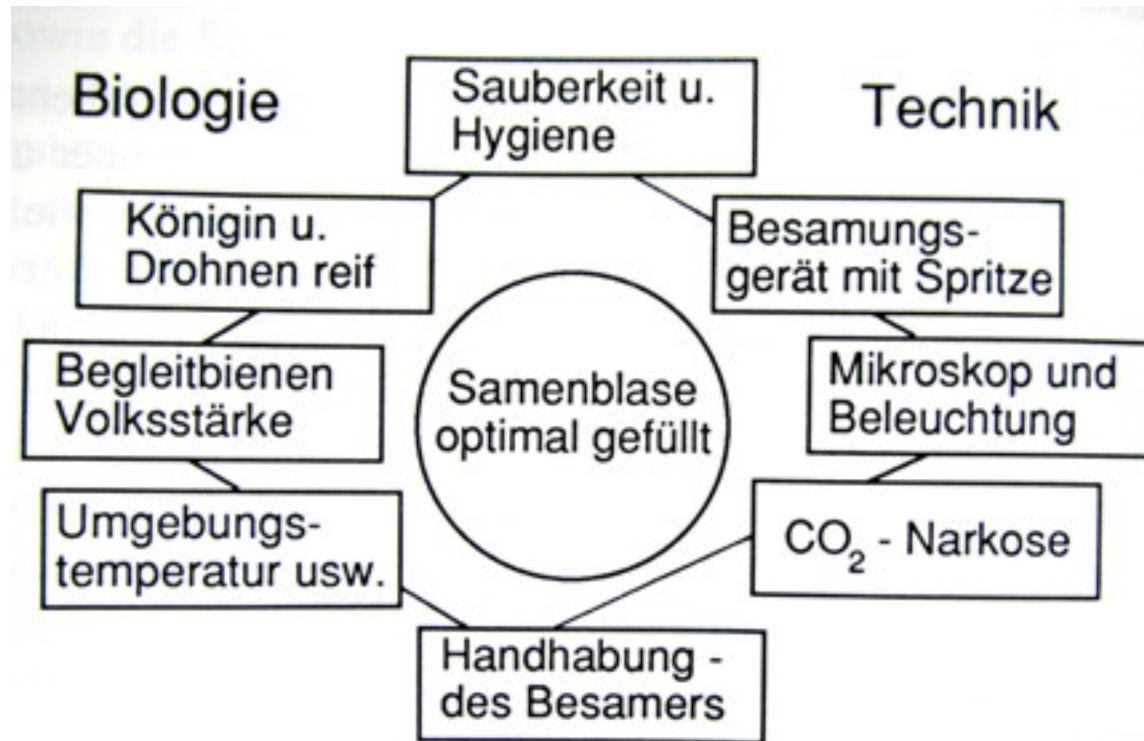 Biologie
Technik
Sauberkeit u.
Hygiene
Königin u.
Drohnen reif
Besamungs-
gerät mit Spritze
Begleitbienen
Volksstärke
Samenblase
optimal gefüllt
Mikroskop und
Beleuchtung
Umgebungs-
temperatur usw.
CO₂ - Narkose
Handhabung -
des Besamers